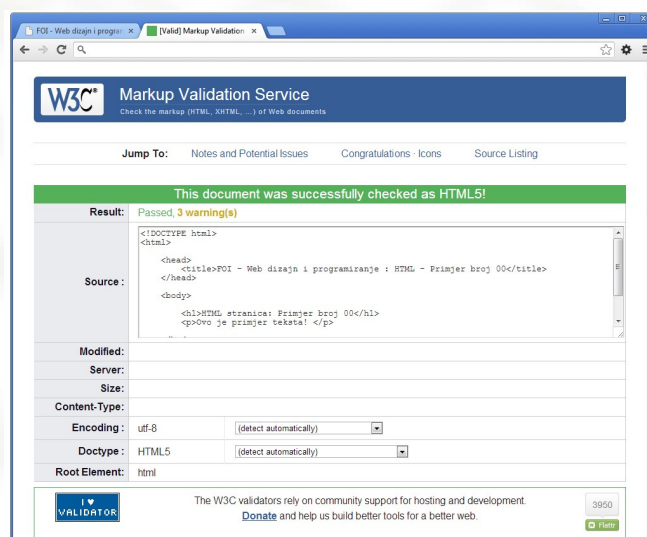 FOI - Web dizajn i program
[Valid] Markup Validation
W3C® Markup Validation Service
Check the markup (HTML, XHTML, ...) of Web documents
Jump To: Notes and Potential Issues Congratulations · Icons Source Listing
This document was successfully checked as HTML5!
Result: Passed, 3 warning(s)
Source :
<!DOCTYPE html>
<html>
<head>
<title>FOI - Web dizajn i programiranje : HTML - Primjer broj 00</title>
</head>
<body>
<h1>HTML stranica: Primjer broj 00</h1>
<p>Ovo je primjer teksta! </p>
Modified:
Server:
Size:
Content-Type:
Encoding : utf-8 (detect automatically)
Doctype : HTML5 (detect automatically)
Root Element: html
I ♥ VALIDATOR
The W3C validators rely on community support for hosting and development.
Donate and help us build better tools for a better web.
3950
Flattr